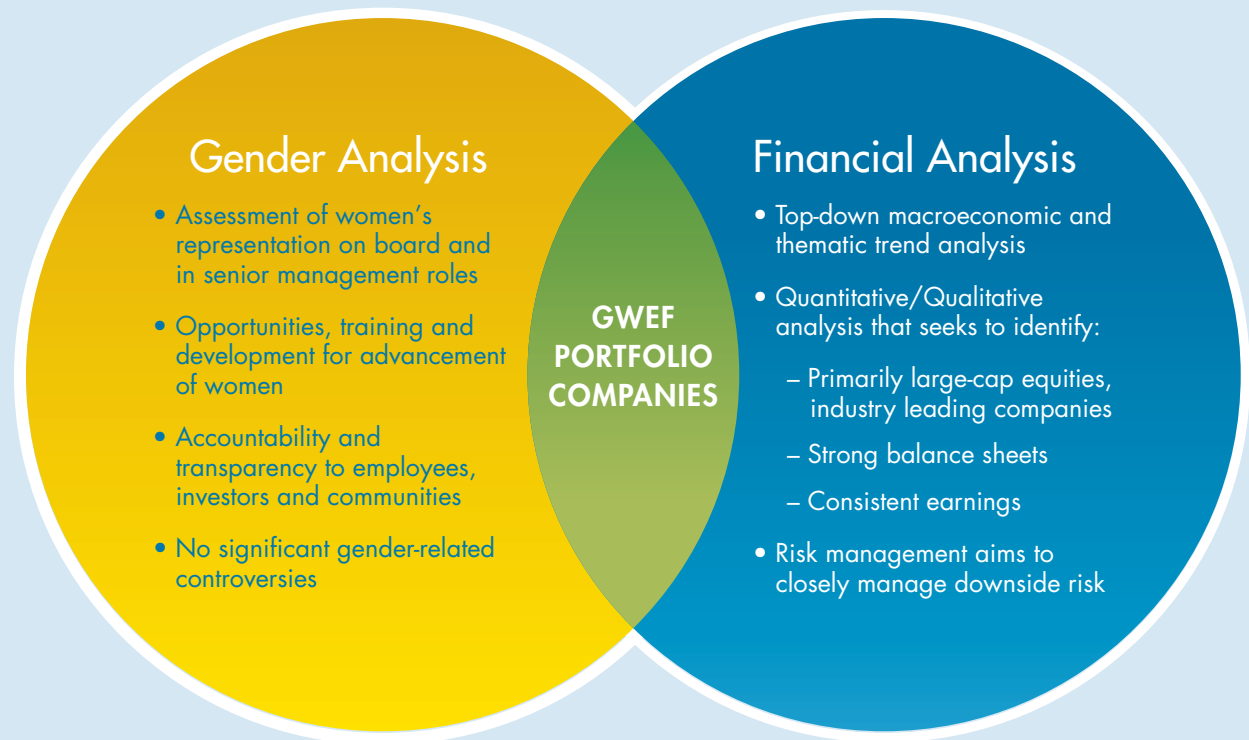 Gender Analysis
• Assessment of women’s
representation on board and
in senior management roles
• Opportunities, training and
development for advancement
of women
• Accountability and
transparency to employees,
investors and communities
• No significant gender-related
controversies
GWEF
PORTFOLIO
COMPANIES
Financial Analysis
• Top-down macroeconomic and
thematic trend analysis
• Quantitative/Qualitative
analysis that seeks to identify:
– Primarily large-cap equities,
industry leading companies
– Strong balance sheets
– Consistent earnings
• Risk management aims to
closely manage downside risk